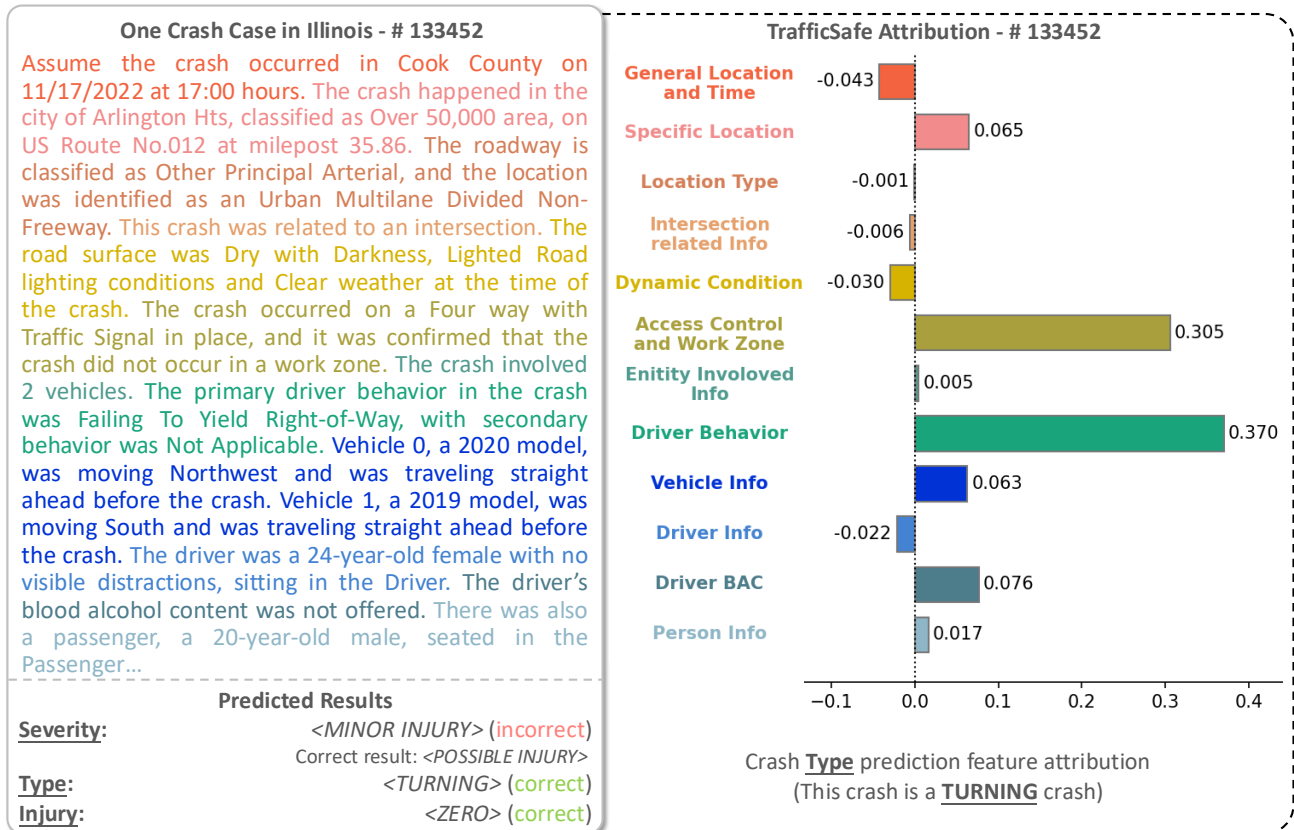 One Crash Case in Illinois - # 133452
Assume the crash occurred in Cook County on
11/17/2022 at 17:00 hours. The crash happened in the
city of Arlington Hts, classified as Over 50,000 area, on
US Route No.012 at milepost 35.86. The roadway is
classified as Other Principal Arterial, and the location
was identified as an Urban Multilane Divided Non-
Freeway. This crash was related to an intersection. The
road surface was Dry with Darkness, Lighted Road
lighting conditions and Clear weather at the time of
the crash. The crash occurred on a Four way with
Traffic Signal in place, and it was confirmed that the
crash did not occur in a work zone. The crash involved
2 vehicles. The primary driver behavior in the crash
was Failing To Yield Right-of-Way, with secondary
behavior was Not Applicable. Vehicle 0, a 2020 model,
was moving Northwest and was traveling straight
ahead before the crash. Vehicle 1, a 2019 model, was
moving South and was traveling straight ahead before
the crash. The driver was a 24-year-old female with no
visible distractions, sitting in the Driver. The driver's
blood alcohol content was not offered. There was also
a passenger, a 20-year-old male, seated in the
Passenger...
Predicted Results
Severity: <MINOR INJURY> (incorrect)
Correct result: <POSSIBLE INJURY>
Type: <TURNING> (correct)
Injury: <ZERO> (correct)
TrafficSafe Attribution - # 133452
General Location
and Time
-0.043
Specific Location
0.065
Location Type
-0.001
Intersection
related Info
-0.006
Dynamic Condition
-0.030
Access Control
and Work Zone
0.305
Enitity Involoved
Info
0.005
Driver Behavior
0.370
Vehicle Info
0.063
Driver Info
-0.022
Driver BAC
0.076
Person Info
0.017
−0.1 0.0 0.1 0.2 0.3 0.4
Crash Type prediction feature attribution
(This crash is a TURNING crash)